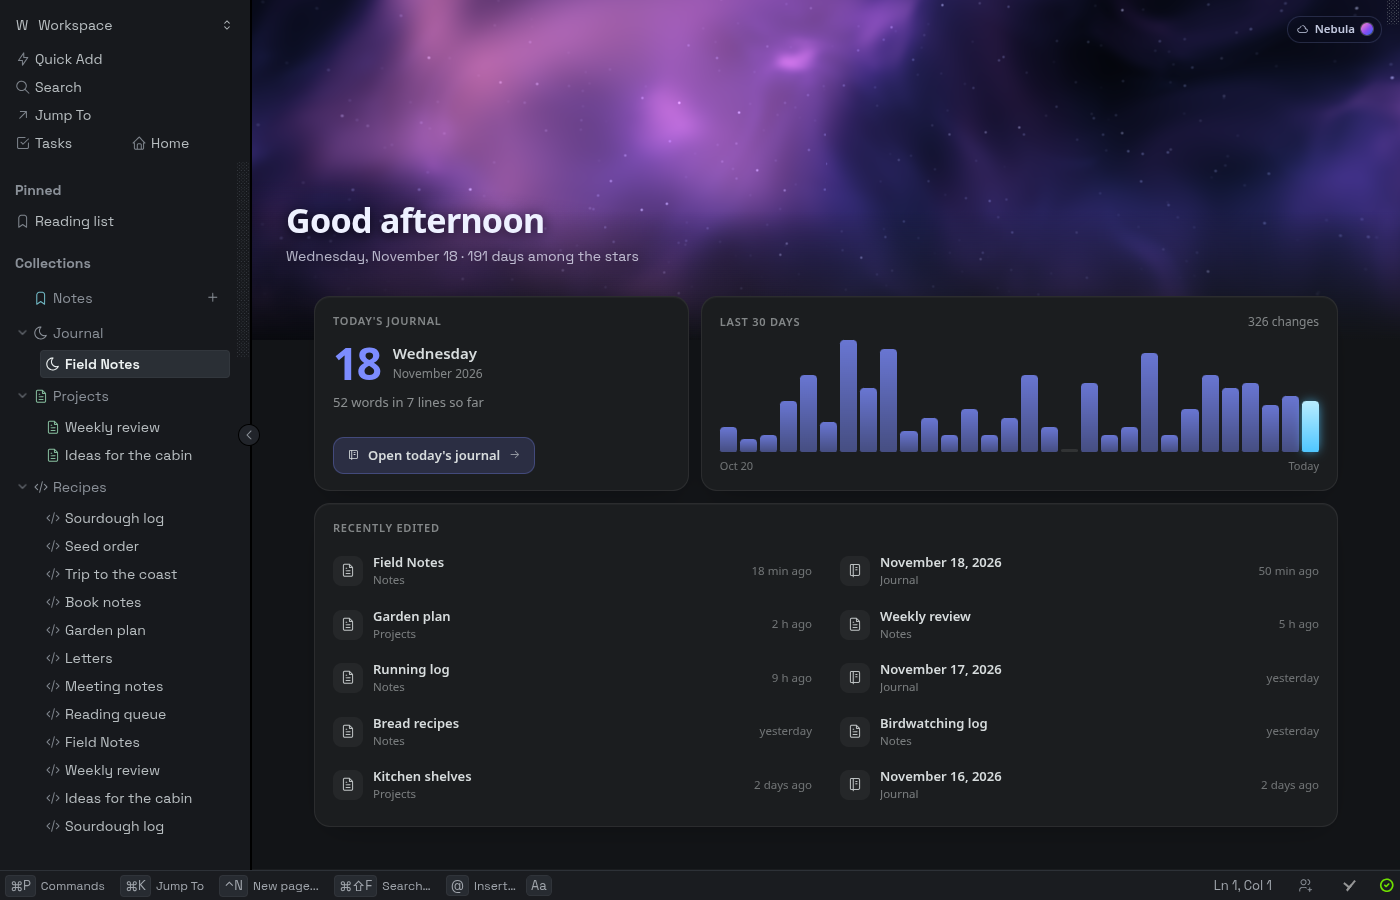 W Workspace
Quick Add
Search
Jump To
Tasks
Home
Pinned
Reading list
Collections
Notes
Journal
Field Notes
Projects
Weekly review
Ideas for the cabin
Recipes
Sourdough log
Seed order
Trip to the coast
Book notes
Garden plan
Letters
Meeting notes
Reading queue
Field Notes
Weekly review
Ideas for the cabin
Sourdough log
Nebula
Good afternoon
Wednesday, November 18 · 191 days among the stars
TODAY'S JOURNAL
18
Wednesday
November 2026
52 words in 7 lines so far
Open today's journal →
LAST 30 DAYS
326 changes
Oct 20
Today
RECENTLY EDITED
Field Notes
Notes
18 min ago
November 18, 2026
Journal
50 min ago
Garden plan
Projects
2 h ago
Weekly review
Notes
5 h ago
Running log
Notes
9 h ago
November 17, 2026
Journal
yesterday
Bread recipes
Notes
yesterday
Birdwatching log
Notes
yesterday
Kitchen shelves
Projects
2 days ago
November 16, 2026
Journal
2 days ago
⌘P Commands
⌘K Jump To
^N New page...
⌘⇧F Search...
@ Insert...
Aa
Ln 1, Col 1